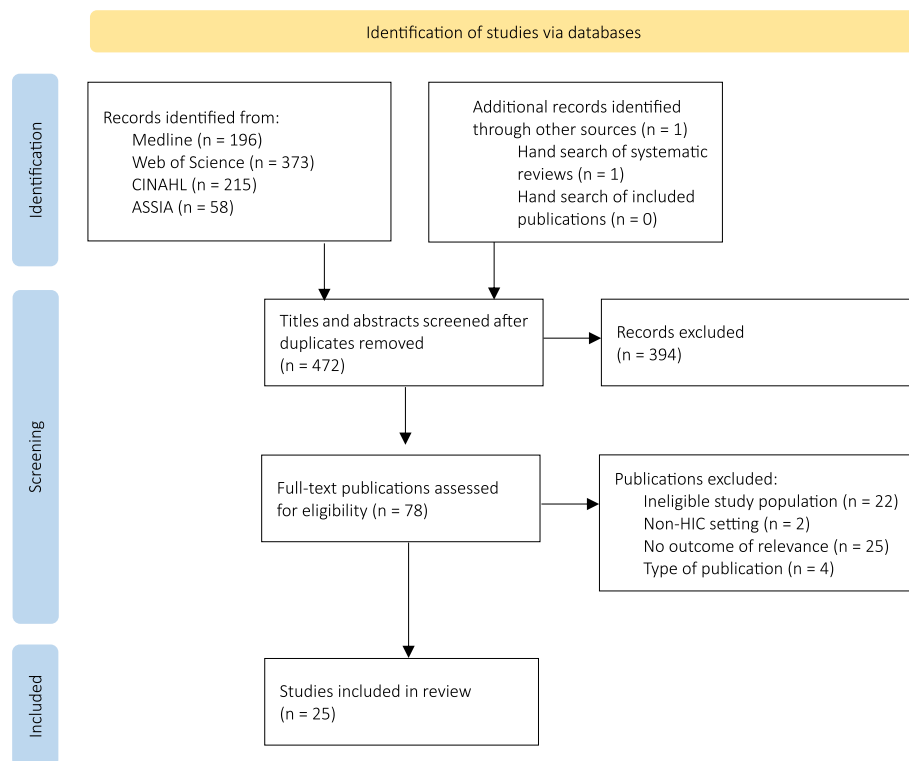 Identification of studies via databases
Identification
Records identified from:
Medline (n = 196)
Web of Science (n = 373)
CINAHL (n = 215)
ASSIA (n = 58)
Additional records identified
through other sources (n = 1)
Hand search of systematic
reviews (n = 1)
Hand search of included
publications (n = 0)
Screening
Titles and abstracts screened after
duplicates removed
(n = 472)
Records excluded
(n = 394)
Full-text publications assessed
for eligibility (n = 78)
Publications excluded:
Ineligible study population (n = 22)
Non-HIC setting (n = 2)
No outcome of relevance (n = 25)
Type of publication (n = 4)
Included
Studies included in review
(n = 25)